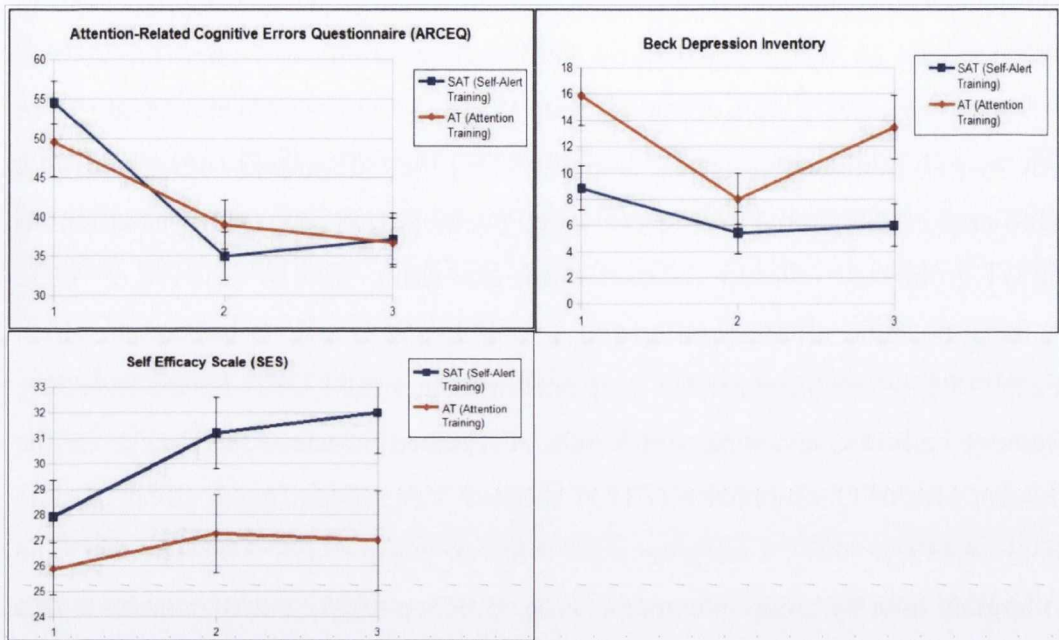 Attention-Related Cognitive Errors Questionnaire (ARCEQ)
60
55
50
45
40
35
30
1
2
3
SAT (Self-Alert
Training)
AT (Attention
Training)
Beck Depression Inventory
18
16
14
12
10
8
6
4
2
0
1
2
3
SAT (Self-Alert
Training)
AT (Attention
Training)
Self Efficacy Scale (SES)
33
32
31
30
29
28
27
26
25
24
1
2
3
SAT (Self-Alert
Training)
AT (Attention
Training)